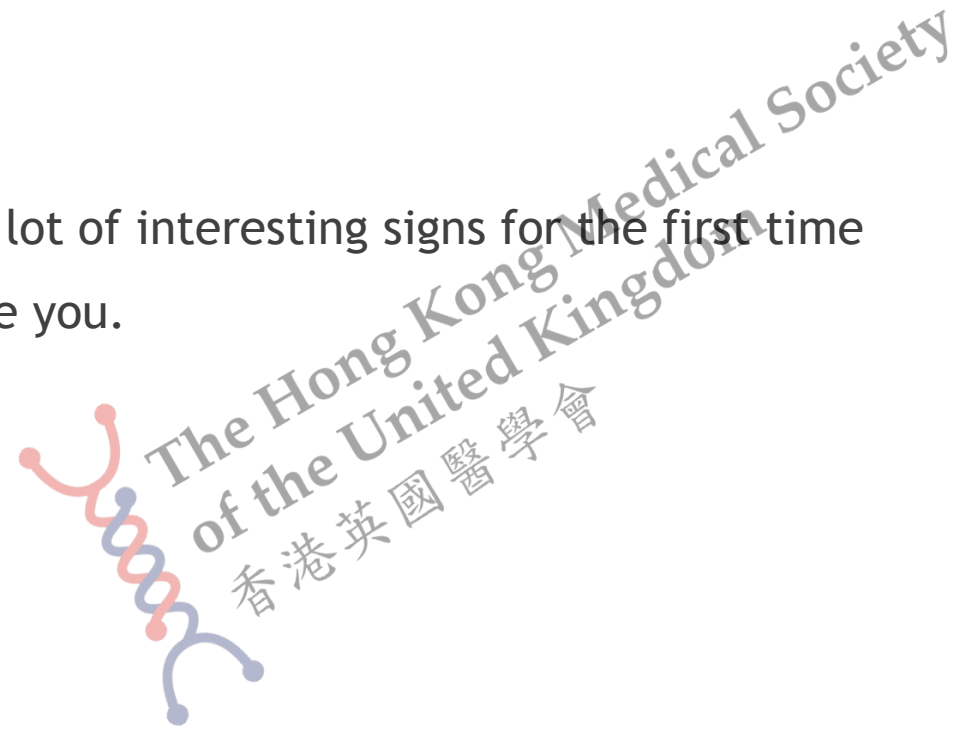 lot of interesting signs for the first time
e you.
The Hong Kong Medical Society
of the United Kingdom
香港英國醫學會